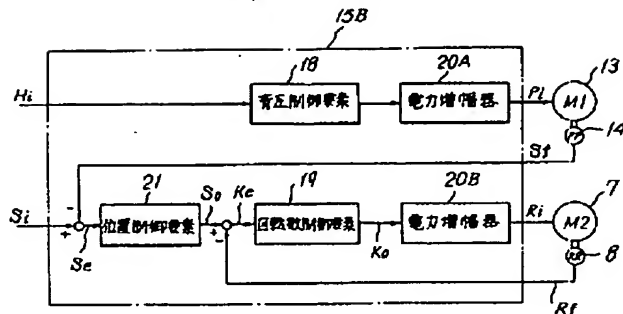 15B
18
20A
13
Hi
背圧制御要素
電力増幅器
Pi
M1
14
Sf
21
19
20B
7
Si
+
-
Se
位置制御要素
So
+
-
Ke
回転数制御要素
Ko
電力増幅器
Ri
M2
8
Rf